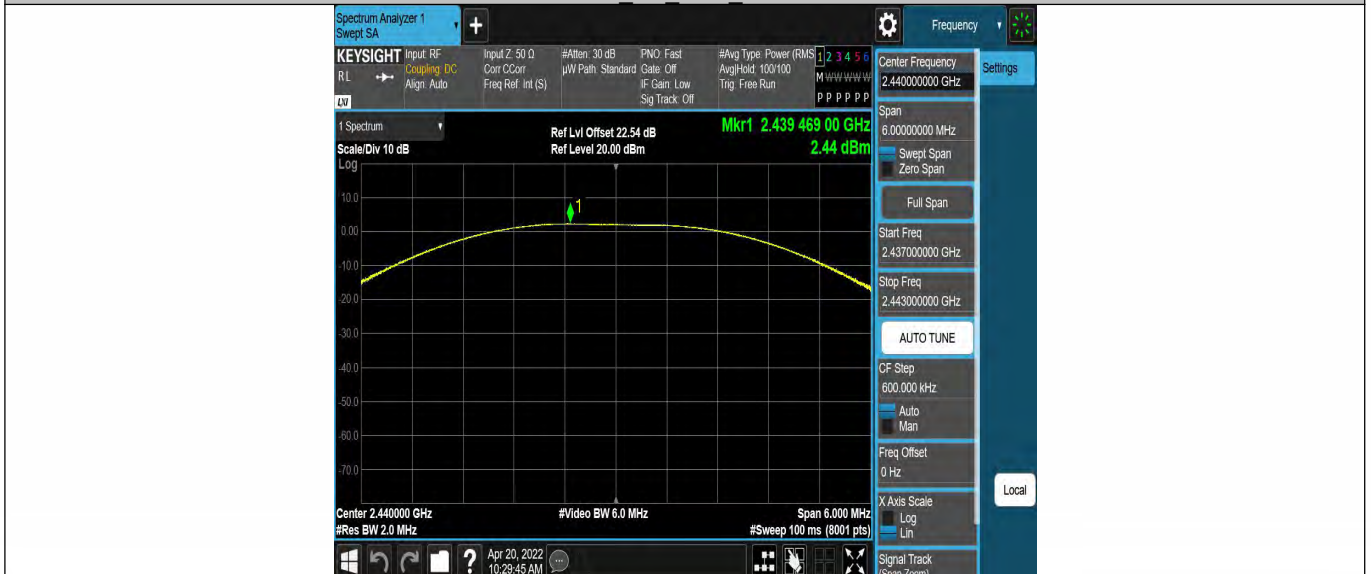 Spectrum Analyzer 1
Swept SA
+
Frequency
KEYSIGHT
RL
LXI
Input: RF
Coupling: DC
Align: Auto
Input Z: 50 Ω
Corr CCorr
Freq Ref: Int (S)
#Atten: 30 dB
µW Path: Standard
PNO: Fast
Gate: Off
IF Gain: Low
Sig Track: Off
#Avg Type: Power (RMS
Avg|Hold: 100/100
Trig: Free Run
1 2 3 4 5 6
M W W W W W
P P P P P P
1 Spectrum
Scale/Div 10 dB
Ref Lvl Offset 22.54 dB
Ref Level 20.00 dBm
Mkr1 2.439 469 00 GHz
2.44 dBm
Log
1
10.0
0.00
-10.0
-20.0
-30.0
-40.0
-50.0
-60.0
-70.0
Center 2.440000 GHz
#Res BW 2.0 MHz
#Video BW 6.0 MHz
Span 6.000 MHz
#Sweep 100 ms (8001 pts)
?
Apr 20, 2022
10:29:45 AM
Center Frequency
2.440000000 GHz
Span
6.00000000 MHz
Swept Span
Zero Span
Full Span
Start Freq
2.437000000 GHz
Stop Freq
2.443000000 GHz
AUTO TUNE
CF Step
600.000 kHz
Auto
Man
Freq Offset
0 Hz
X Axis Scale
Log
Lin
Signal Track
(Span Zoom)
Settings
Local